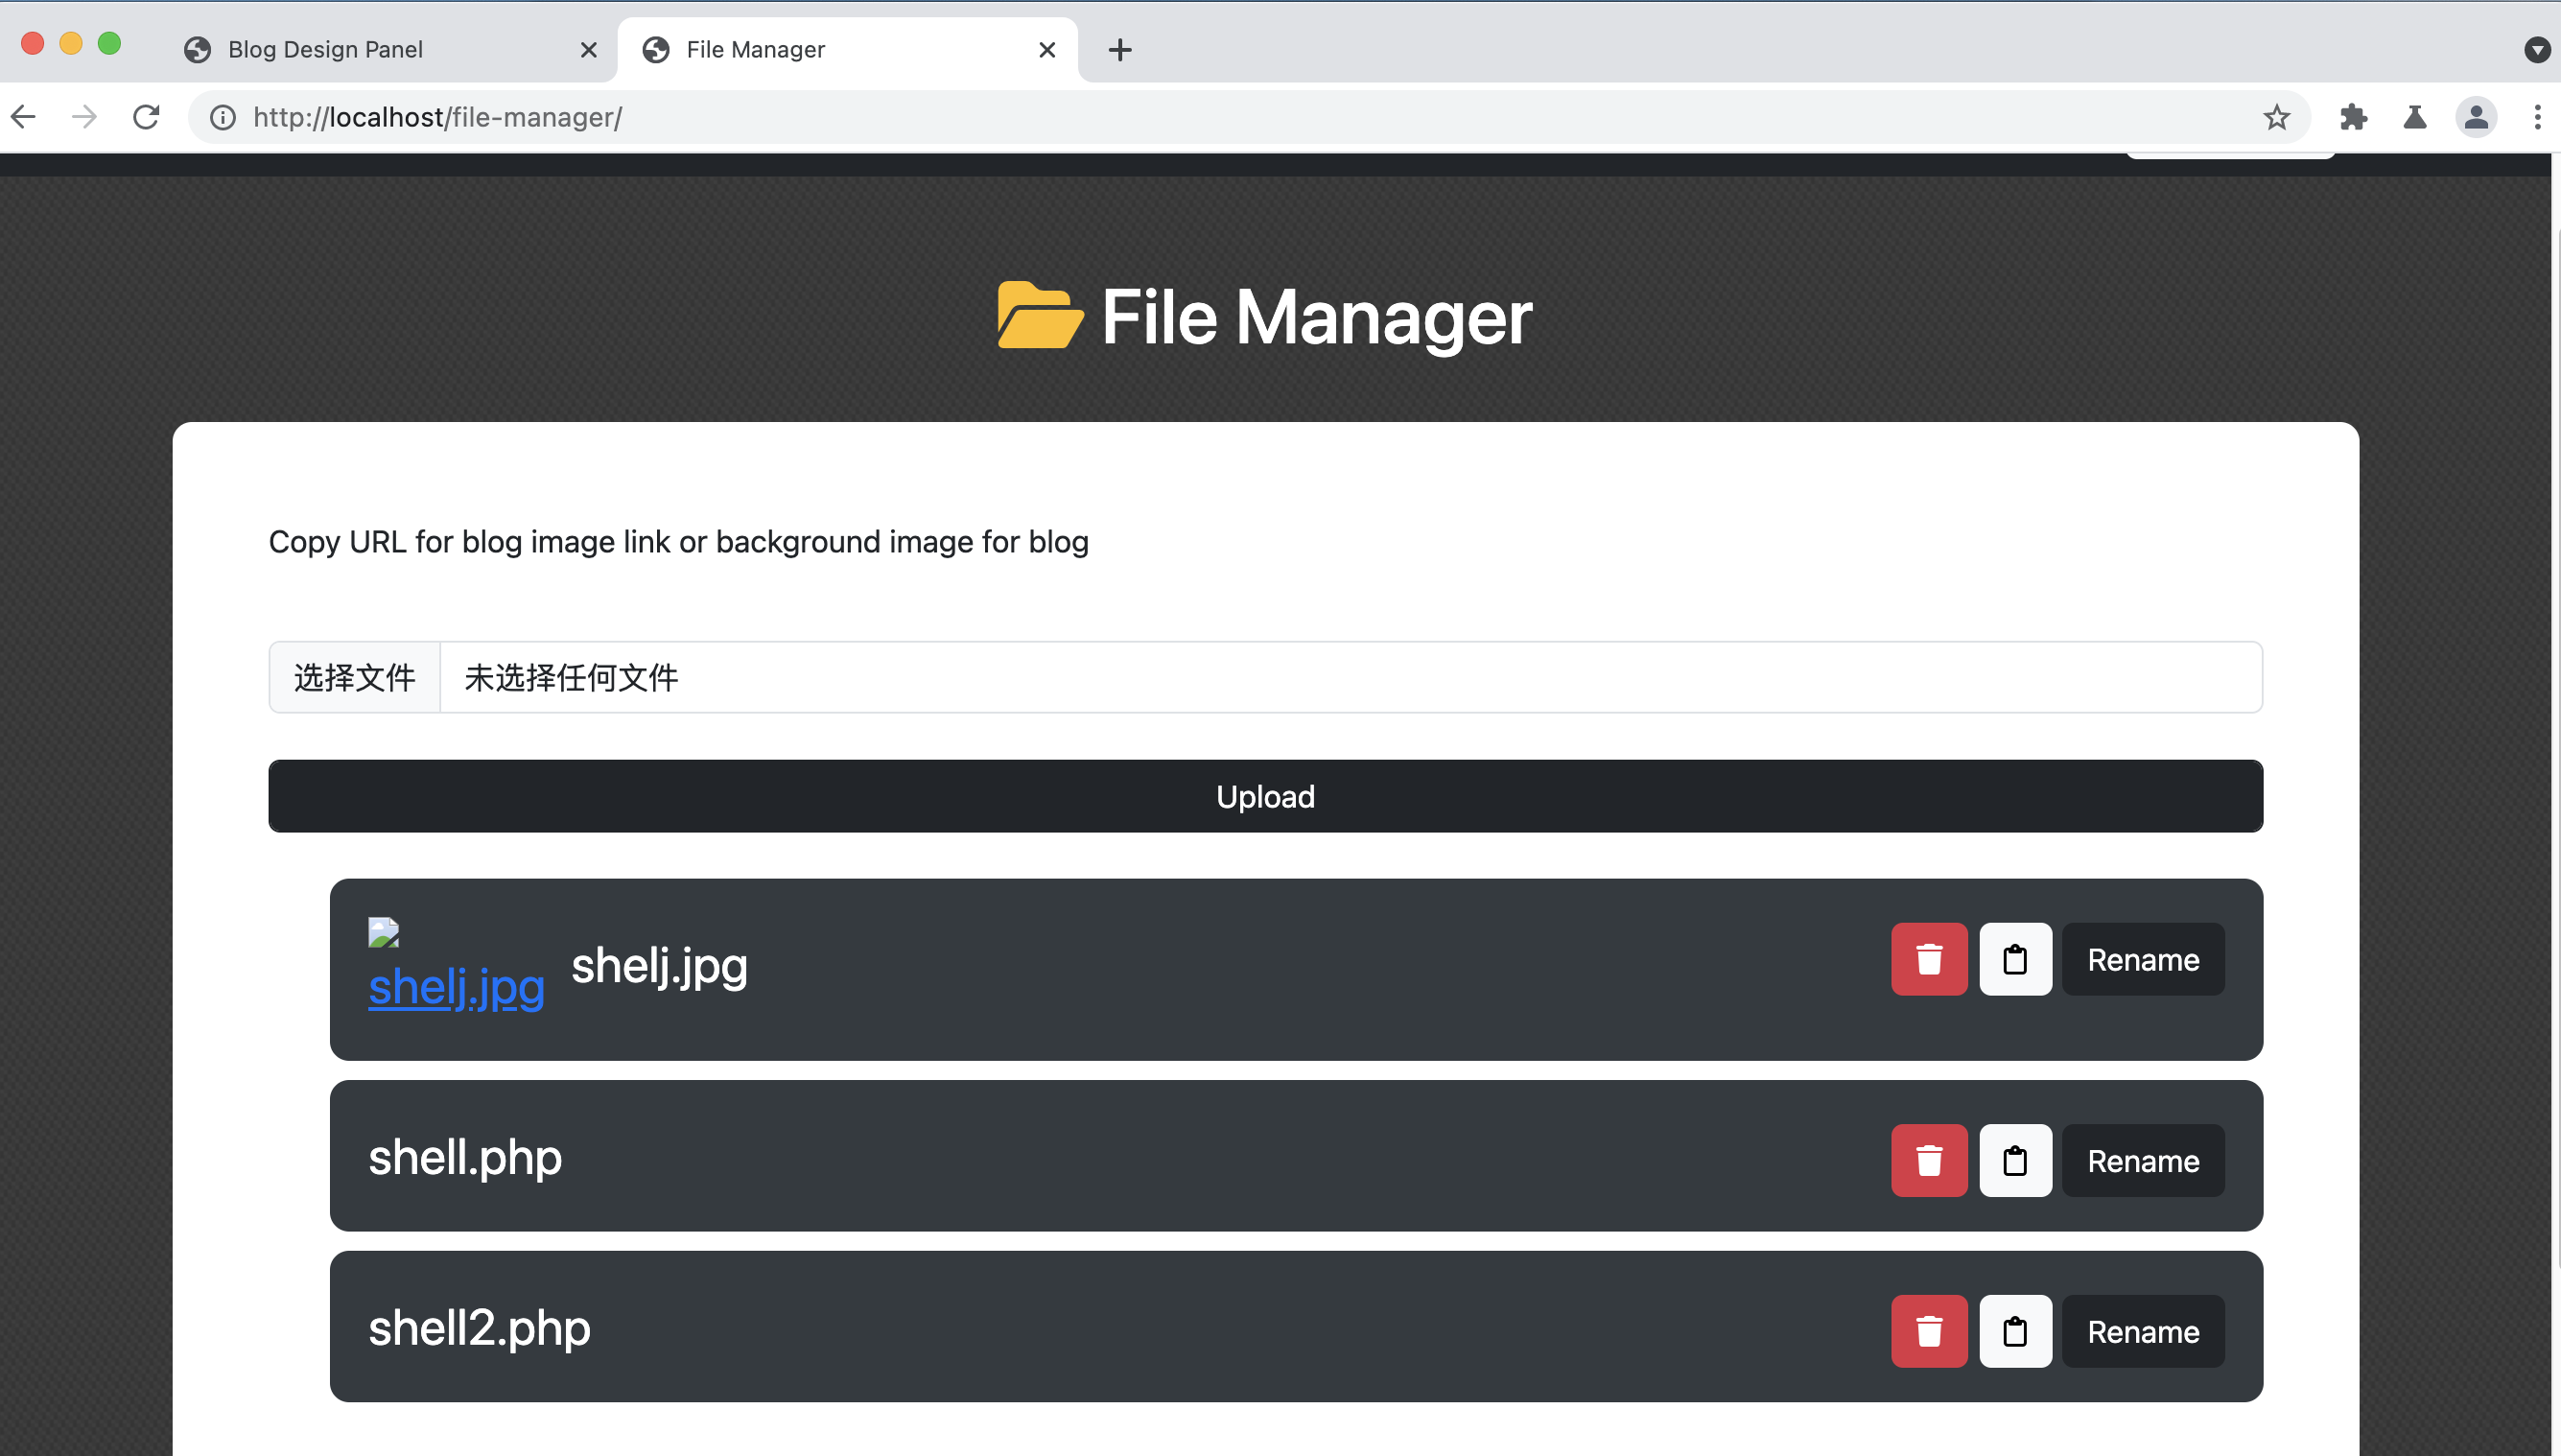 Blog Design Panel
File Manager
http://localhost/file-manager/
File Manager
Copy URL for blog image link or background image for blog
选择文件 未选择任何文件
Upload
shelj.jpg shelj.jpg Rename
shell.php Rename
shell2.php Rename